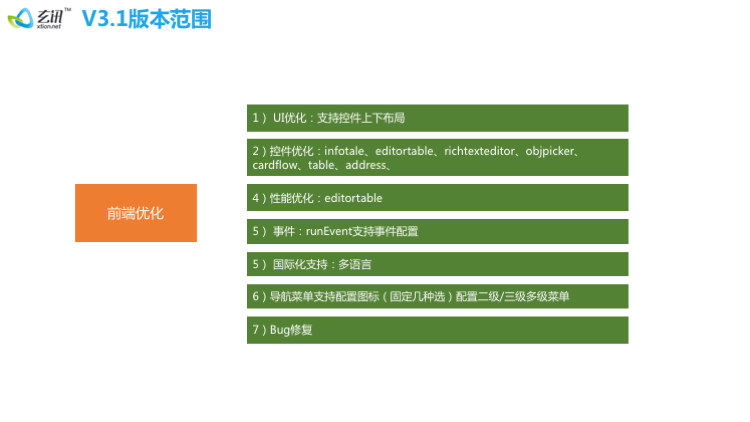 玄讯™
xtion.net
V3.1版本范围
1） UI优化：支持控件上下布局
2）控件优化：infotale、editortable、richtexteditor、objpicker、
cardflow、table、address、
4）性能优化：editortable
前端优化
5） 事件：runEvent支持事件配置
5） 国际化支持：多语言
6）导航菜单支持配置图标（固定几种选）配置二级/三级多级菜单
7）Bug修复